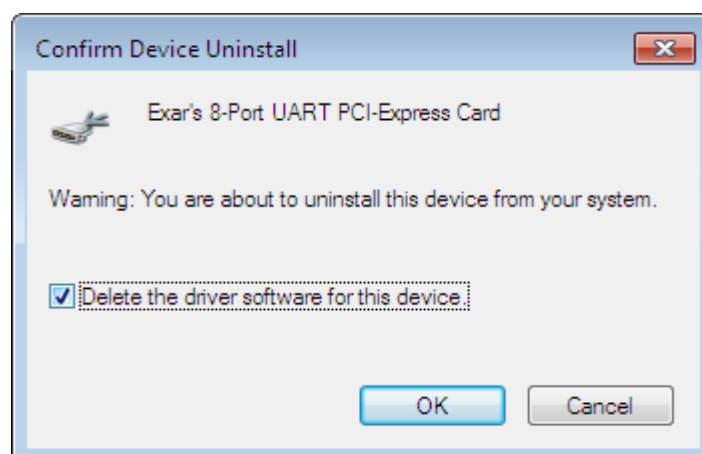 Confirm Device Uninstall
Exar's 8-Port UART PCI-Express Card
Warning: You are about to uninstall this device from your system.
Delete the driver software for this device.
OK
Cancel